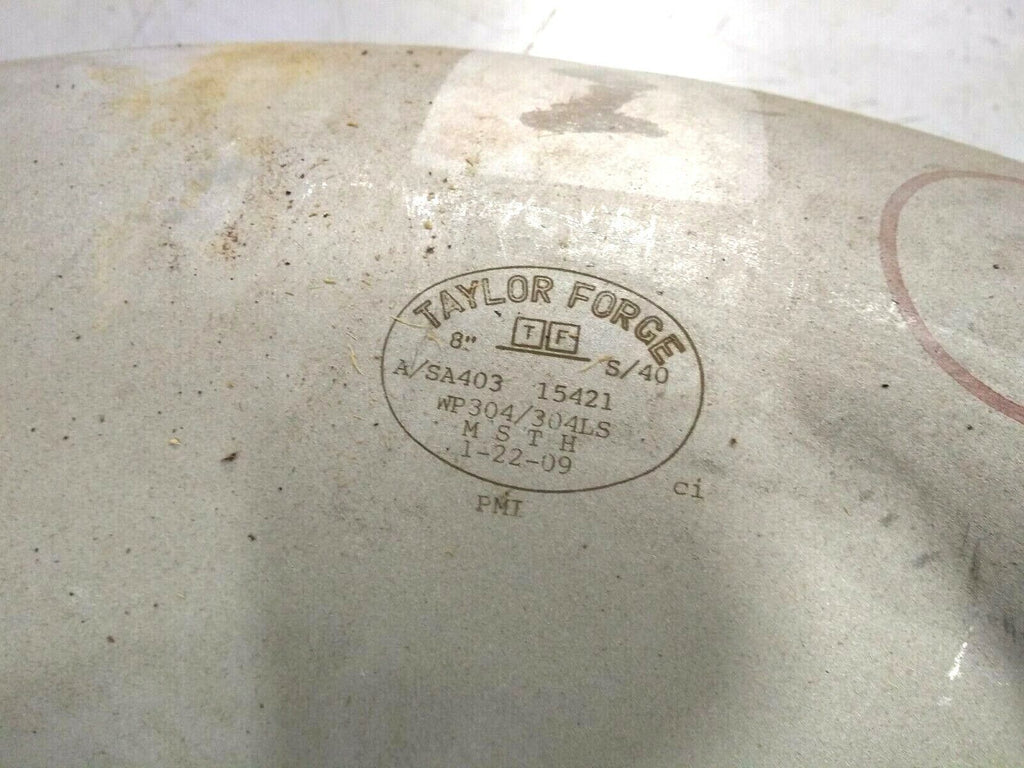 TAYLOR FORGE
8" TF S/40
A/SA403 15421
WP304/304LS
M S T H
1-22-09
PMI ci